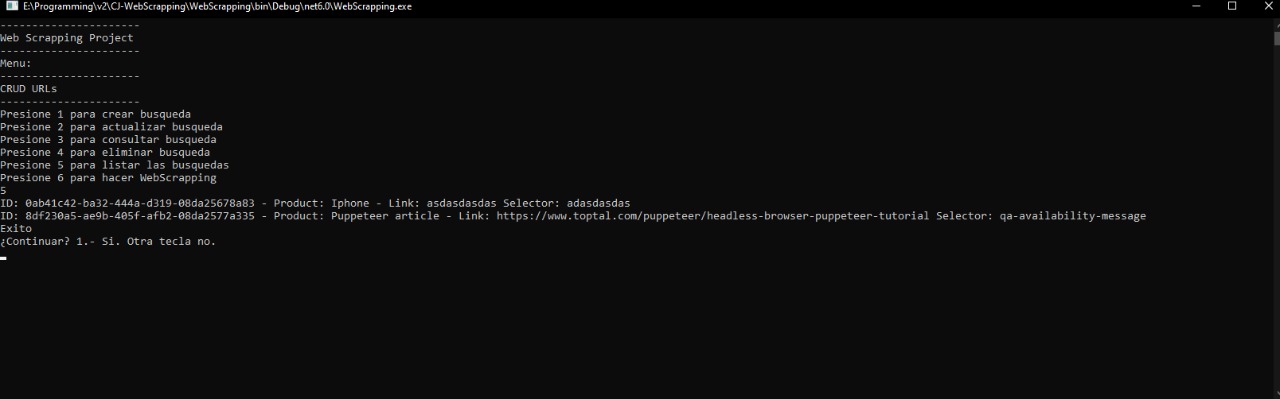 E:\Programming\v2\CJ-WebScrapping\WebScrapping\bin\Debug\net6.0\WebScrapping.exe
----------------------
Web Scrapping Project
----------------------
Menu:
----------------------
CRUD URLs
----------------------
Presione 1 para crear busqueda
Presione 2 para actualizar busqueda
Presione 3 para consultar busqueda
Presione 4 para eliminar busqueda
Presione 5 para listar las busquedas
Presione 6 para hacer WebScrapping
5
ID: 0ab41c42-ba32-444a-d319-08da25678a83 - Product: Iphone - Link: asdasdasdas Selector: adasdasdas
ID: 8df230a5-ae9b-405f-afb2-08da2577a335 - Product: Puppeteer article - Link: https://www.toptal.com/puppeteer/headless-browser-puppeteer-tutorial Selector: qa-availability-message
Exito
¿Continuar? 1.- Si. Otra tecla no.